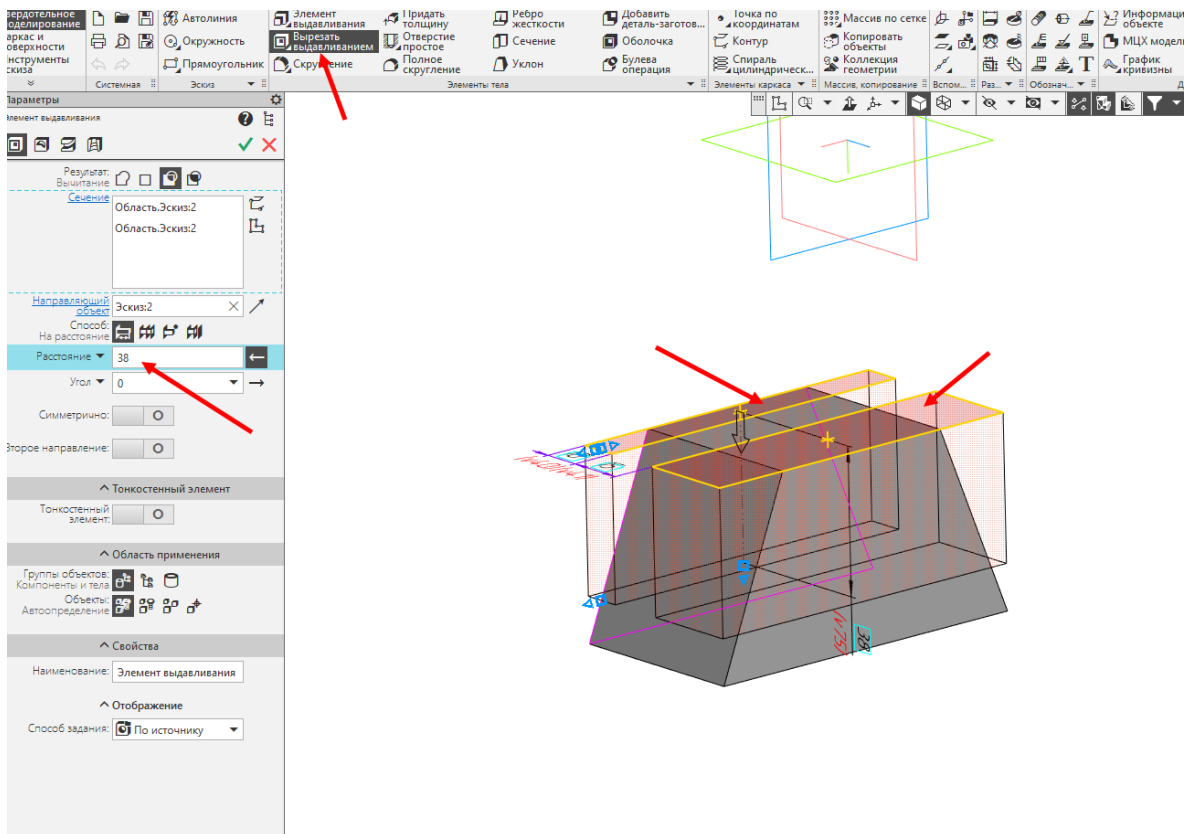 вердотельное
моделирование
аркас и
оверхности
нструменты
скиза
Системная
Автолиния
Окружность
Прямоугольник
Эскиз
Элемент
выдавливания
Вырезать
выдавливанием
Скругление
Придать
толщину
Отверстие
простое
Полное
скругление
Ребро
жесткости
Сечение
Уклон
Добавить
деталь-заготов...
Оболочка
Булева
операция
Элементы тела
Точка по
координатам
Контур
Спираль
цилиндрическ...
Элементы каркаса
Массив по сетке
Копировать
объекты
Коллекция
геометрии
Массив, копирование
Вспом...
Раз...
Обознач...
Информаци
объекте
МЦХ модел
График
кривизны
Д
Параметры
Элемент выдавливания
Результат:
Вычитание
Сечение
Область.Эскиз:2
Область.Эскиз:2
Направляющий
объект
Эскиз:2
Способ:
На расстояние
Расстояние
38
Угол
0
Симметрично:
Второе направление:
Тонкостенный элемент
Тонкостенный
элемент:
Область применения
Группы объектов:
Компоненты и тела
Объекты:
Автоопределение
Свойства
Наименование:
Элемент выдавливания
Отображение
Способ задания:
По источнику
38
(v75)